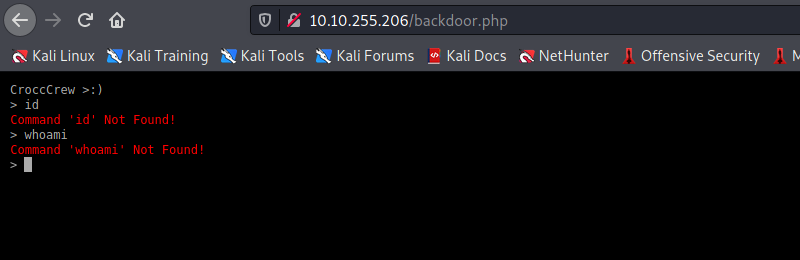 10.10.255.206/backdoor.php
Kali Linux Kali Training Kali Tools Kali Forums Kali Docs NetHunter Offensive Security M
CroccCrew >:)
> id
Command 'id' Not Found!
> whoami
Command 'whoami' Not Found!
>